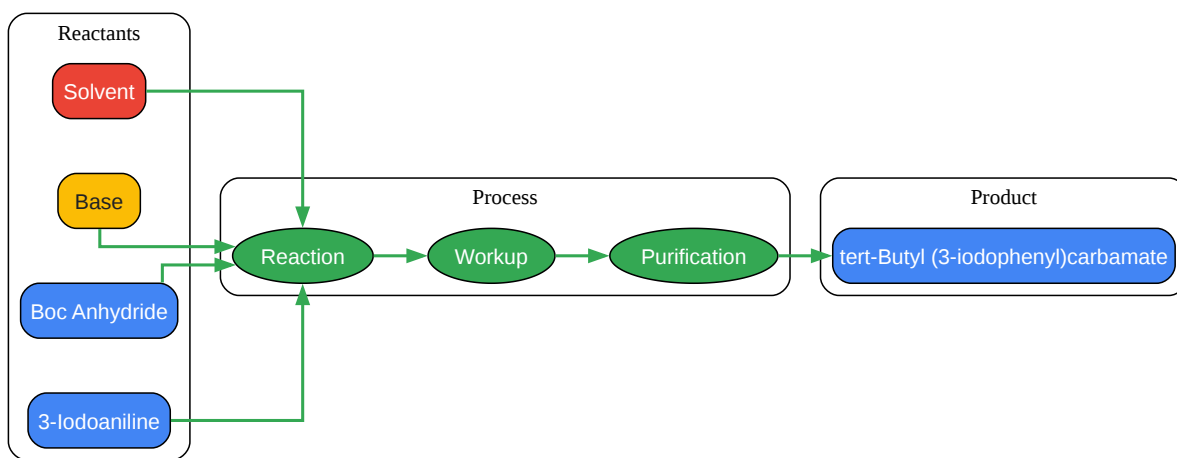 Reactants
Solvent
Base
Boc Anhydride
3-Iodoaniline
Process
Reaction
Workup
Purification
Product
tert-Butyl (3-iodophenyl)carbamate